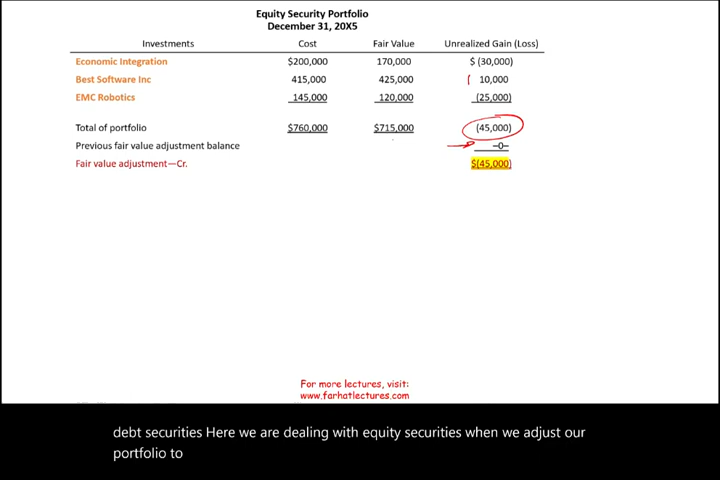 Equity Security Portfolio
December 31, 20X5
Investments Cost Fair Value Unrealized Gain (Loss)
Economic Integration $200,000 170,000 $ (30,000)
Best Software Inc 415,000 425,000 10,000
EMC Robotics 145,000 120,000 (25,000)
Total of portfolio $760,000 $715,000 (45,000)
Previous fair value adjustment balance –0–
Fair value adjustment—Cr. $(45,000)
For more lectures, visit:
www.farhatlectures.com
debt securities Here we are dealing with equity securities when we adjust our
portfolio to